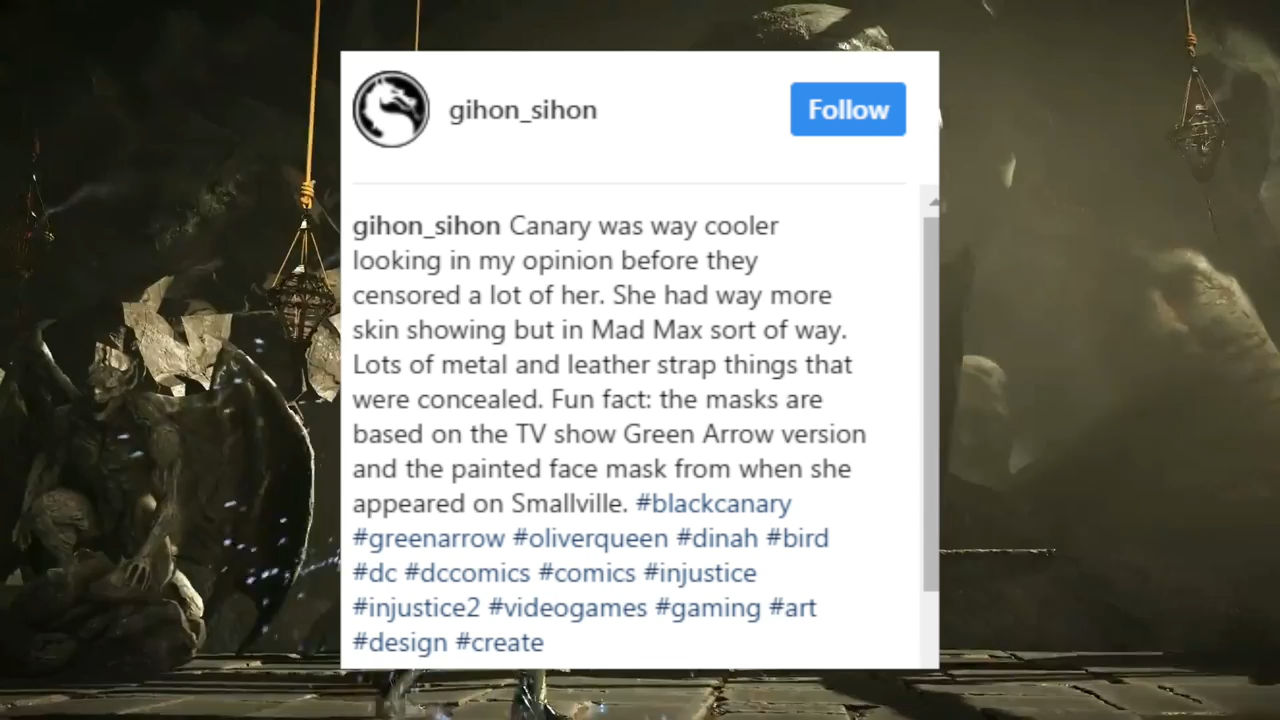 gihon_sihon
Follow
gihon_sihon Canary was way cooler
looking in my opinion before they
censored a lot of her. She had way more
skin showing but in Mad Max sort of way.
Lots of metal and leather strap things that
were concealed. Fun fact: the masks are
based on the TV show Green Arrow version
and the painted face mask from when she
appeared on Smallville. #blackcanary
#greenarrow #oliverqueen #dinah #bird
#dc #dccomics #comics #injustice
#injustice2 #videogames #gaming #art
#design #create